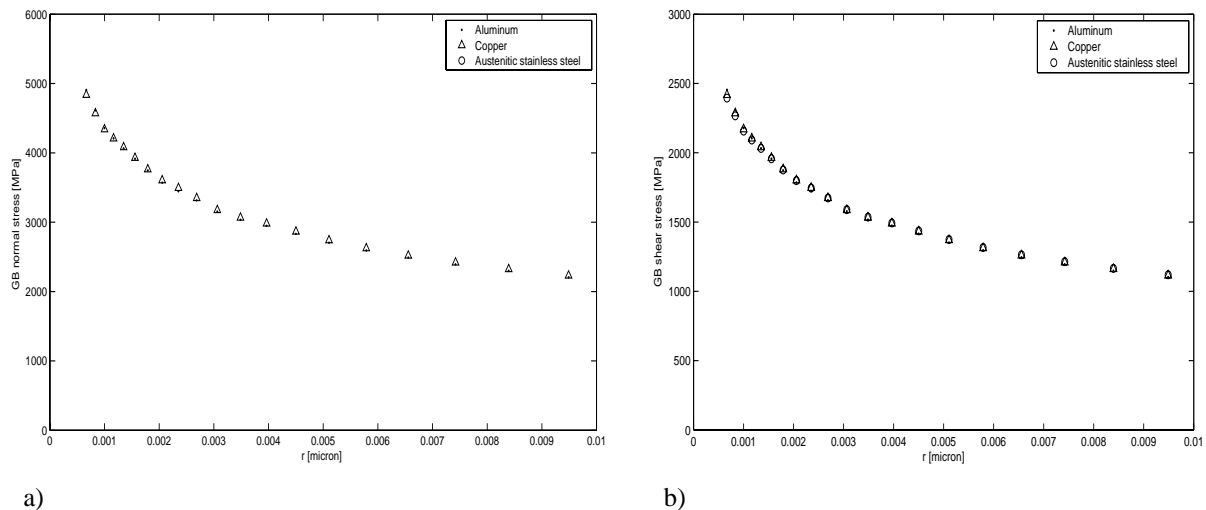 6000
5000
4000
3000
2000
1000
0
GB normal stress [MPa]
Aluminum
Copper
Austenitic stainless steel
0 0.001 0.002 0.003 0.004 0.005 0.006 0.007 0.008 0.009 0.01
r [micron]
a)
3000
2500
2000
1500
1000
500
0
GB shear stress [MPa]
Aluminum
Copper
Austenitic stainless steel
0 0.001 0.002 0.003 0.004 0.005 0.006 0.007 0.008 0.009 0.01
r [micron]
b)